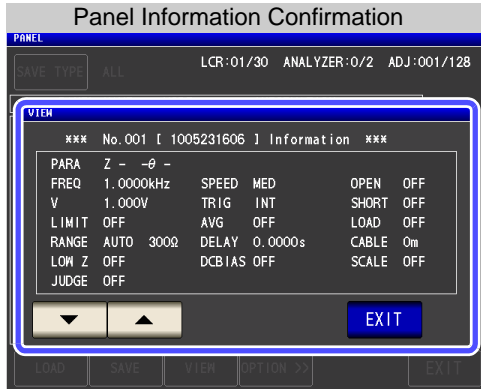 Panel Information Confirmation
PANEL
SAVE TYPE ALL LCR:01/30 ANALYZER:0/2 ADJ:001/128
VIEW
*** No.001 [ 1005231606 ] Information ***
PARA Z - -θ -
FREQ 1.0000kHz SPEED MED OPEN OFF
V 1.000V TRIG INT SHORT OFF
LIMIT OFF AVG OFF LOAD OFF
RANGE AUTO 300Ω DELAY 0.0000s CABLE 0m
LOW Z OFF DCBIAS OFF SCALE OFF
JUDGE OFF
EXIT
LOAD SAVE VIEW OPTION >> EXIT